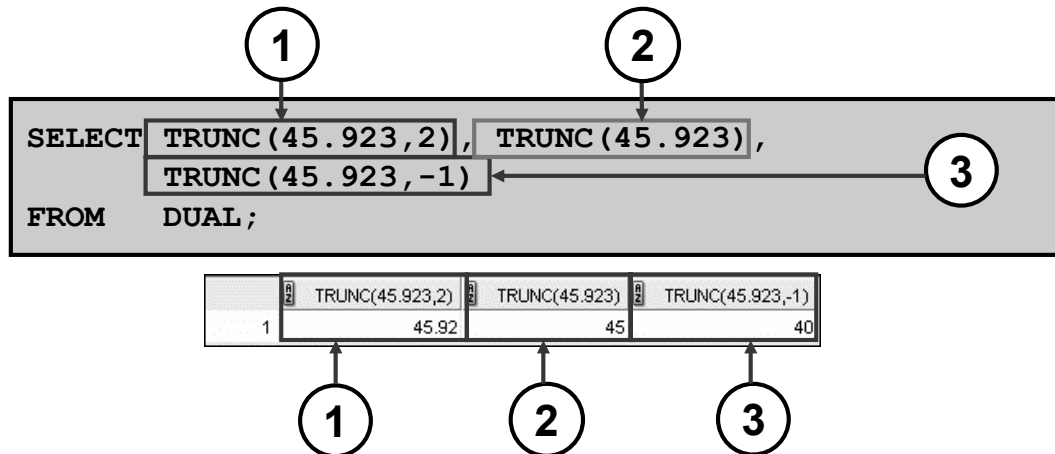 1 2
SELECT TRUNC(45.923,2), TRUNC(45.923),
TRUNC(45.923,-1) 3
FROM DUAL;
TRUNC(45.923,2) TRUNC(45.923) TRUNC(45.923,-1)
1 45.92 45 40
1 2 3